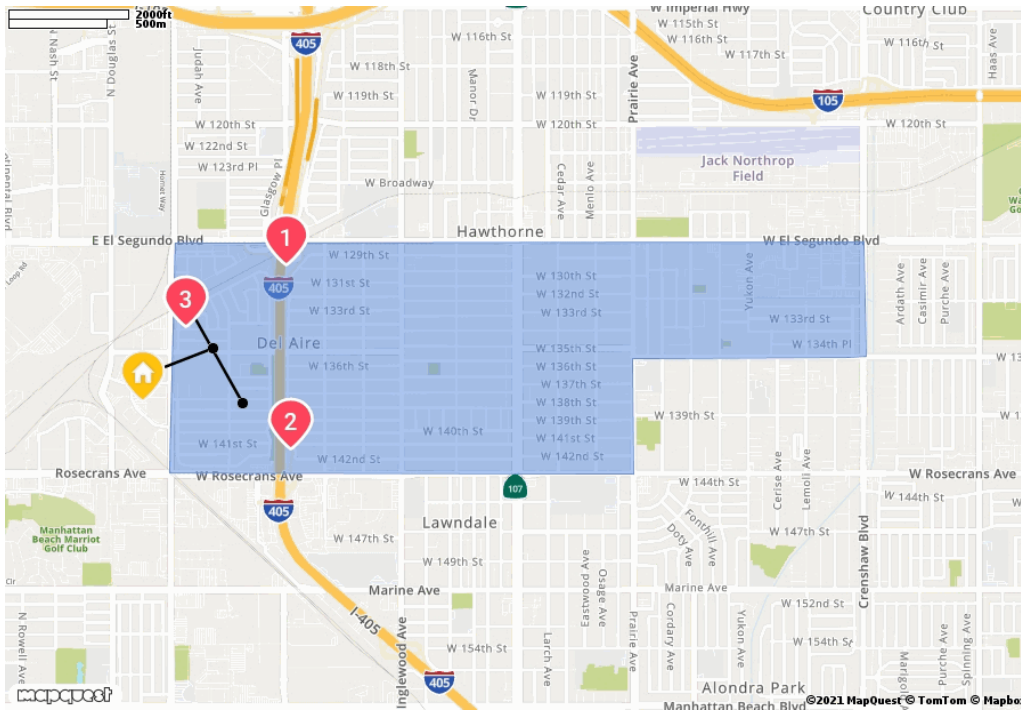 2000ft
500m
W Imperial Hwy
Country Club
W 115th St
W 116th St
W 116th St
W 116th St
W 117th St
N Nash St
N Douglas St
Judah Ave
405
W 118th St
Manor Dr
Prairie Ave
Haas Ave
W 119th St
W 119th St
105
W 120th St
W 120th St
W 120th St
W 122nd St
W 123rd Pl
Glasgow Pl
W Broadway
Cedar Ave
Menlo Ave
Jack Northrop
Field
Hornet Way
E El Segundo Blvd
1
Hawthorne
W El Segundo Blvd
W 129th St
Loop Rd
405
W 131st St
W 130th St
W 132nd St
Yukon Ave
Ardath Ave
Casimir Ave
Purche Ave
3
W 133rd St
W 133rd St
W 133rd St
Del Aire
W 135th St
W 134th Pl
W 136th St
W 136th St
W 137th St
W 138th St
2
W 139th St
W 139th St
W 140th St
W 141st St
W 141st St
W 142nd St
W 142nd St
Rosecrans Ave
W Rosecrans Ave
W Rosecrans Ave
107
W 144th St
W 144th St
Cerise Ave
Lemoli Ave
405
Manhattan
Beach Marriot
Golf Club
Lawndale
Doty Ave
Fonthill Ave
W 147th St
W 147th St
Crenshaw Blvd
W 149th St
Clr
Marine Ave
Marine Ave
Eastwood Ave
Osage Ave
W 152nd St
I-405
N Rowell Ave
Inglewood Ave
W 154th St
W 154th St
Larch Ave
Prairie Ave
Cordary Ave
Yukon Ave
Purche Ave
Spinning Ave
405
Alondra Park
mapquest
Manhattan Beach Blvd
©2021 MapQuest © TomTom © Mapbo